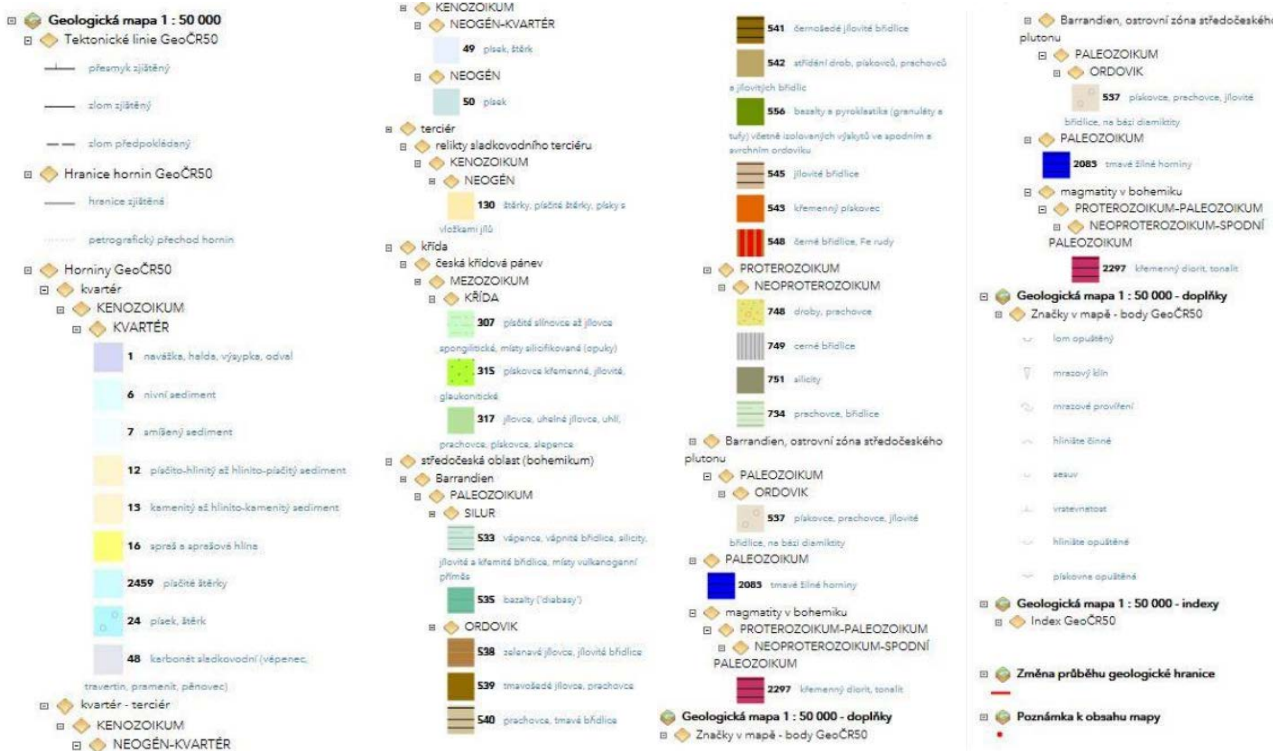 Geologická mapa 1 : 50 000
Tektonické linie GeoČR50
přesmyk zjištěný
zlom zjištěný
zlom předpokládaný
Hranice hornin GeoČR50
hranice zjištěná
petrografický přechod hornin
Horniny GeoČR50
kvartér
KENOZOIKUM
KVARTÉR
1 navážka, halda, výsypka, odval
6 nivní sediment
7 smíšený sediment
12 písčito-hlinitý až hlinito-písčitý sediment
13 kamenitý až hlinito-kamenitý sediment
16 spraš a sprašová hlína
2459 písčité štěrky
24 písek, štěrk
48 karbonát sladkovodní (vápenec,
travertin, pramenit, pěnovec)
kvartér - terciér
KENOZOIKUM
NEOGÉN-KVARTÉR
KENOZOIKUM
NEOGÉN-KVARTÉR
49 písek, štěrk
NEOGÉN
50 písek
terciér
relikty sladkovodního terciéru
KENOZOIKUM
NEOGÉN
130 štěrky, písčité štěrky, písky s
vložkami jílů
křída
česká křídová pánev
MEZOZOIKUM
KŘÍDA
307 písčité slínovce až jílovce
spongilitické, místy silicifikované (opuky)
315 pískovce křemenné, jílovité,
glaukonitické
317 jílovce, uhelné jílovce, uhlí,
prachovce, pískovce, slepence
středočeská oblast (bohemikum)
Barrandien
PALEOZOIKUM
SILUR
533 vápence, vápnité břidlice, silicity,
jílovité a křemité břidlice, místy vulkanogenní
příměs
535 bazalty ("diabasy")
ORDOVIK
538 zelenavé jílovce, jílovité břidlice
539 tmavošedé jílovce, prachovce
540 prachovce, tmavé břidlice
541 černošedé jílovité břidlice
542 střídání drob, pískovců, prachovců
a jílovitých břidlic
556 bazalty a pyroklastika (granuláty a
tufy) včetně izolovaných výskytů ve spodním a
svrchním ordoviku
545 jílovité břidlice
543 křemenný pískovec
548 černé břidlice, Fe rudy
PROTEROZOIKUM
NEOPROTEROZOIKUM
748 droby, prachovce
749 cerné břidlice
751 silicity
734 prachovce, břidlice
Barrandien, ostrovní zóna středočeského
plutonu
PALEOZOIKUM
ORDOVIK
537 pískovce, prachovce, jílovité
břidlice, na bázi diamiktity
PALEOZOIKUM
2083 tmavé žilné horniny
magmatity v bohemiku
PROTEROZOIKUM-PALEOZOIKUM
NEOPROTEROZOIKUM-SPODNÍ
PALEOZOIKUM
2297 křemenný diorit, tonalit
Geologická mapa 1 : 50 000 - doplňky
Značky v mapě - body GeoČR50
Barrandien, ostrovní zóna středočeského
plutonu
PALEOZOIKUM
ORDOVIK
537 pískovce, prachovce, jílovité
břidlice, na bázi diamiktity
PALEOZOIKUM
2083 tmavé žilné horniny
magmatity v bohemiku
PROTEROZOIKUM-PALEOZOIKUM
NEOPROTEROZOIKUM-SPODNÍ
PALEOZOIKUM
2297 křemenný diorit, tonalit
Geologická mapa 1 : 50 000 - doplňky
Značky v mapě - body GeoČR50
lom opuštěný
mrazový klín
mrazové províření
hliniště činné
sesuv
vrstevnatost
hliniště opuštěné
pískovna opuštěná
Geologická mapa 1 : 50 000 - indexy
Index GeoČR50
Změna průběhu geologické hranice
Poznámka k obsahu mapy